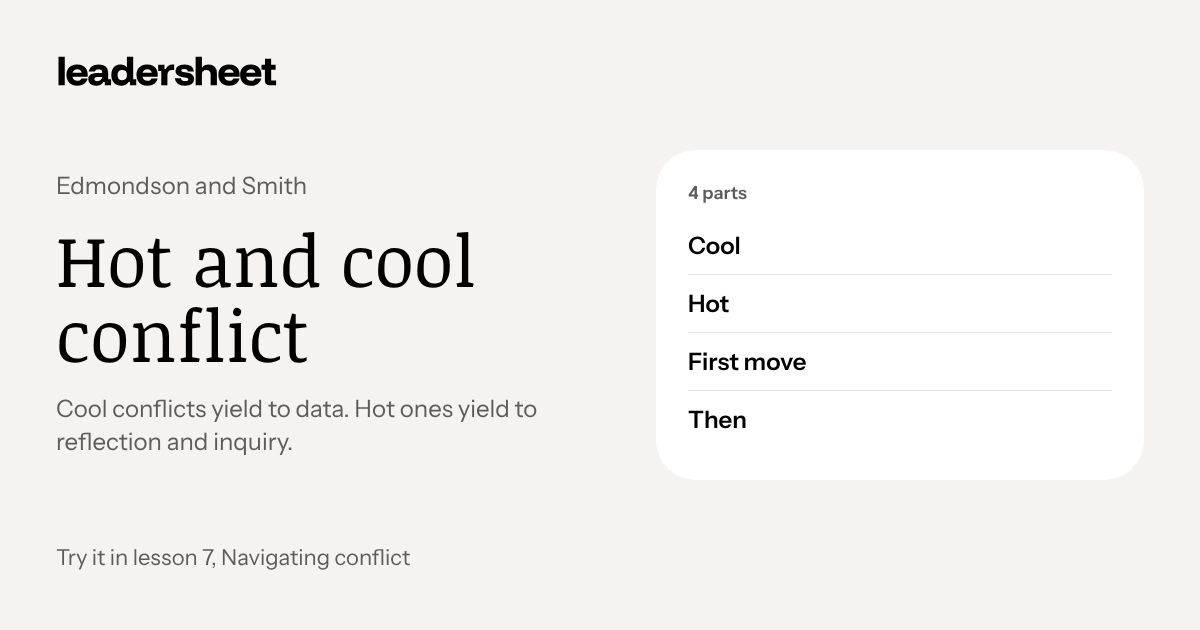 leadersheet
Edmondson and Smith
Hot and cool
conflict
Cool conflicts yield to data. Hot ones yield to
reflection and inquiry.
Try it in lesson 7, Navigating conflict
4 parts
Cool
Hot
First move
Then